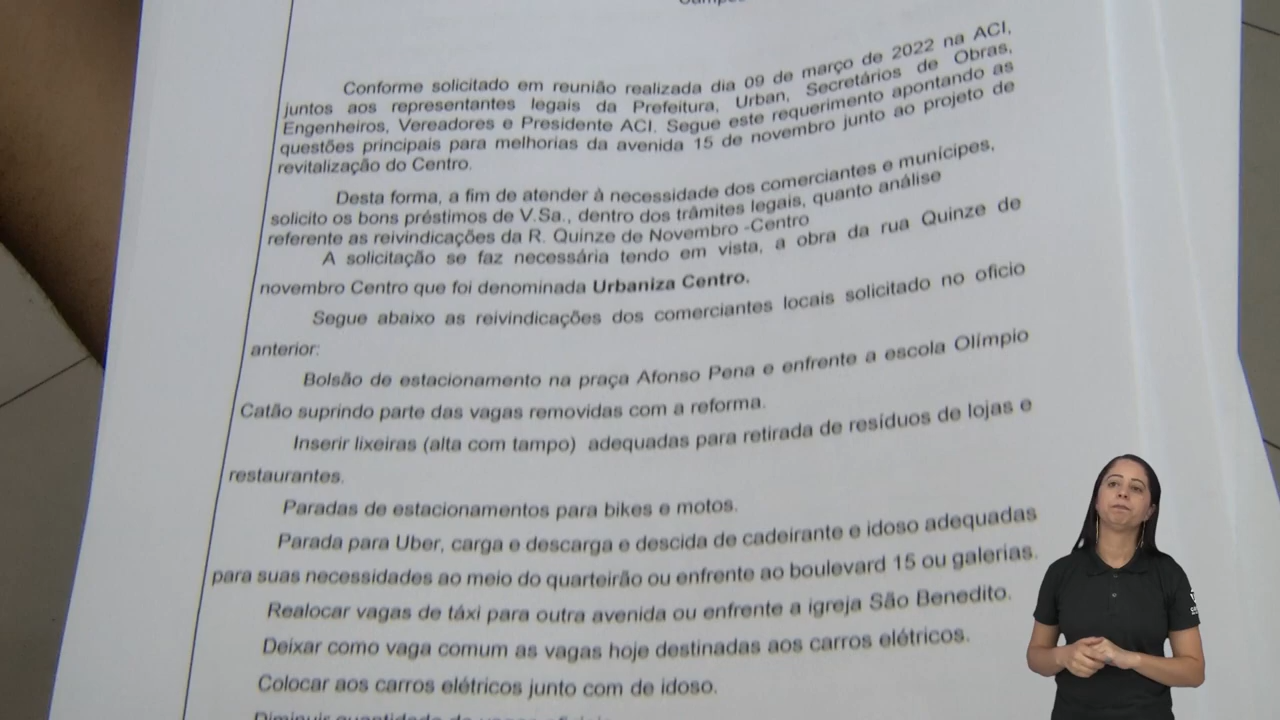 Conforme solicitado em reunião realizada dia 09 de março de 2022 na ACI,
juntos aos representantes legais da Prefeitura, Urban, Secretários de Obras,
Engenheiros, Vereadores e Presidente ACI. Segue este requerimento apontando as
questões principais para melhorias da avenida 15 de novembro junto ao projeto de
revitalização do Centro.
Desta forma, a fim de atender à necessidade dos comerciantes e munícipes,
solicito os bons préstimos de V.Sa., dentro dos trâmites legais, quanto análise
referente as reivindicações da R. Quinze de Novembro -Centro
A solicitação se faz necessária tendo em vista, a obra da rua Quinze de
novembro Centro que foi denominada Urbaniza Centro.
Segue abaixo as reivindicações dos comerciantes locais solicitado no oficio
anterior:
Bolsão de estacionamento na praça Afonso Pena e enfrente a escola Olímpio
Catão suprindo parte das vagas removidas com a reforma.
Inserir lixeiras (alta com tampo) adequadas para retirada de resíduos de lojas e
restaurantes.
Paradas de estacionamentos para bikes e motos.
Parada para Uber, carga e descarga e descida de cadeirante e idoso adequadas
para suas necessidades ao meio do quarteirão ou enfrente ao boulevard 15 ou galerias.
Realocar vagas de táxi para outra avenida ou enfrente a igreja São Benedito.
Deixar como vaga comum as vagas hoje destinadas aos carros elétricos.
Colocar aos carros elétricos junto com de idoso.
Diminuir quantidade de vagas